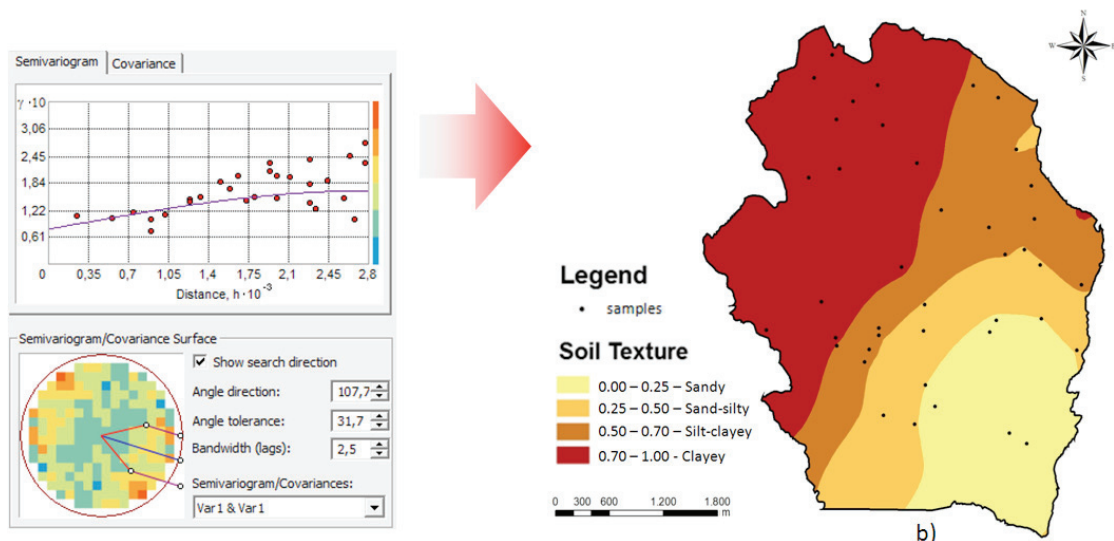 Semivariogram
Covariance
γ · 10
3,06
2,45
1,84
1,22
0,61
0 0,35 0,7 1,05 1,4 1,75 2,1 2,45 2,8
Distance, h · 10⁻³
Semivariogram/Covariance Surface
Show search direction
Angle direction: 107,7
Angle tolerance: 31,7
Bandwidth (lags): 2,5
Semivariogram/Covariances:
Var1 & Var1
N
W E
S
Legend
samples
Soil Texture
0.00 – 0.25 – Sandy
0.25 – 0.50 – Sand-silty
0.50 – 0.70 – Silt-clayey
0.70 – 1.00 - Clayey
0 300 600 1.200 1.800
m
b)